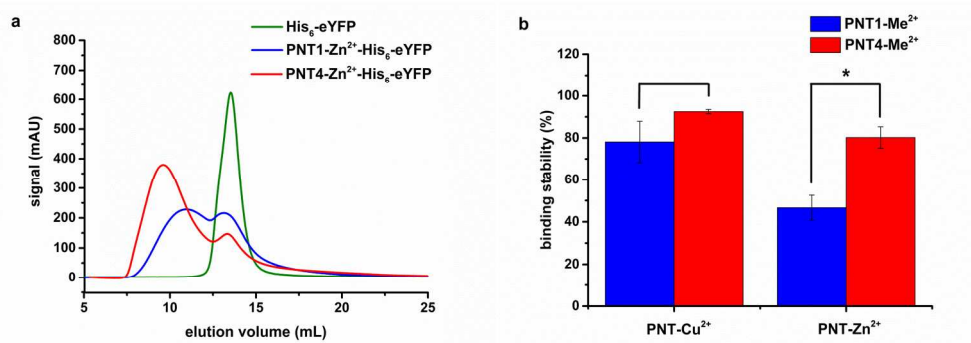 a
His₆-eYFP
PNT1-Zn²⁺-His₆-eYFP
PNT4-Zn²⁺-His₆-eYFP
800
700
600
500
400
300
200
100
0
signal (mAU)
5
10
15
20
25
elution volume (mL)
b
PNT1-Me²⁺
PNT4-Me²⁺
120
100
80
60
40
20
0
binding stability (%)
*
PNT-Cu²⁺
PNT-Zn²⁺